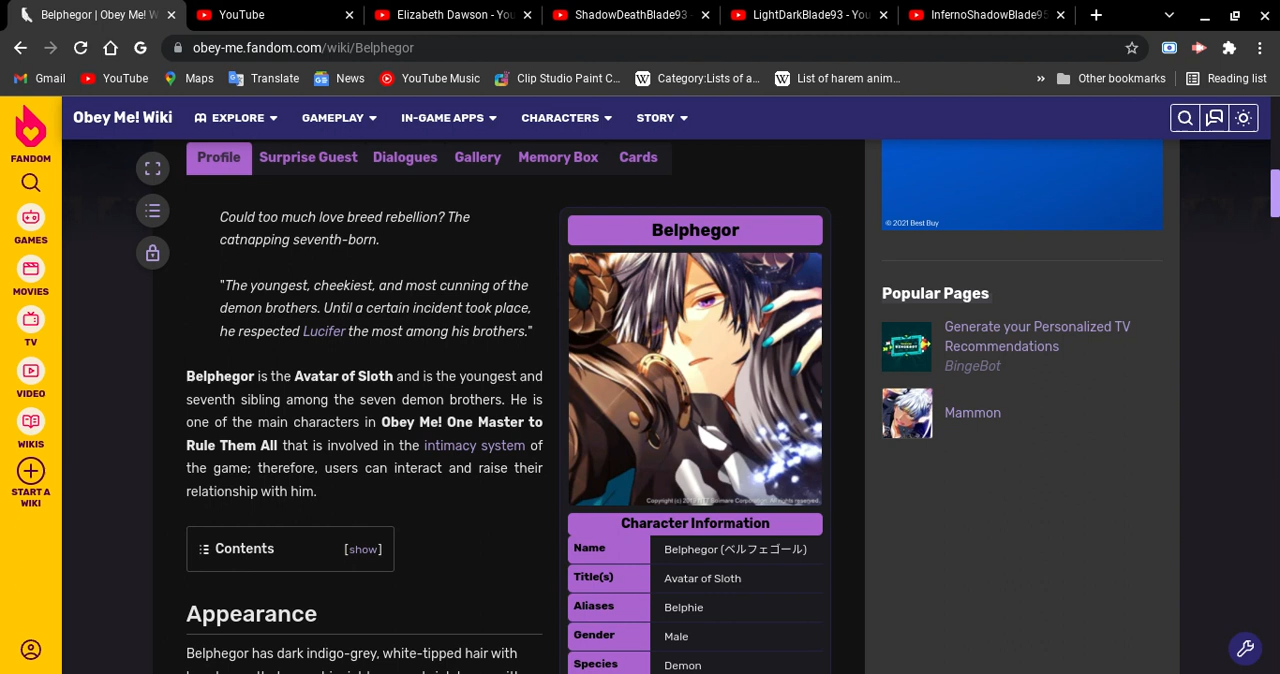 Belphegor | Obey Me! W
YouTube
Elizabeth Dawson - You
ShadowDeathBlade93 -
LightDarkBlade93 - You
InfernoShadowBlade95
obey-me.fandom.com/wiki/Belphegor
Gmail
YouTube
Maps
Translate
News
YouTube Music
Clip Studio Paint C...
Category:Lists of a...
List of harem anim...
»
Other bookmarks
Reading list
FANDOM
GAMES
MOVIES
TV
VIDEO
WIKIS
START A
WIKI
Obey Me! Wiki
EXPLORE
GAMEPLAY
IN-GAME APPS
CHARACTERS
STORY
Profile
Surprise Guest
Dialogues
Gallery
Memory Box
Cards
Could too much love breed rebellion? The
catnapping seventh-born.
"The youngest, cheekiest, and most cunning of the
demon brothers. Until a certain incident took place,
he respected Lucifer the most among his brothers."
Belphegor is the Avatar of Sloth and is the youngest and
seventh sibling among the seven demon brothers. He is
one of the main characters in Obey Me! One Master to
Rule Them All that is involved in the intimacy system of
the game; therefore, users can interact and raise their
relationship with him.
Contents [show]
Appearance
Belphegor has dark indigo-grey, white-tipped hair with
Belphegor
Character Information
Name Belphegor (ベルフェゴール)
Title(s) Avatar of Sloth
Aliases Belphie
Gender Male
Species Demon
© 2021 Best Buy
Popular Pages
Generate your Personalized TV
Recommendations
BingeBot
Mammon